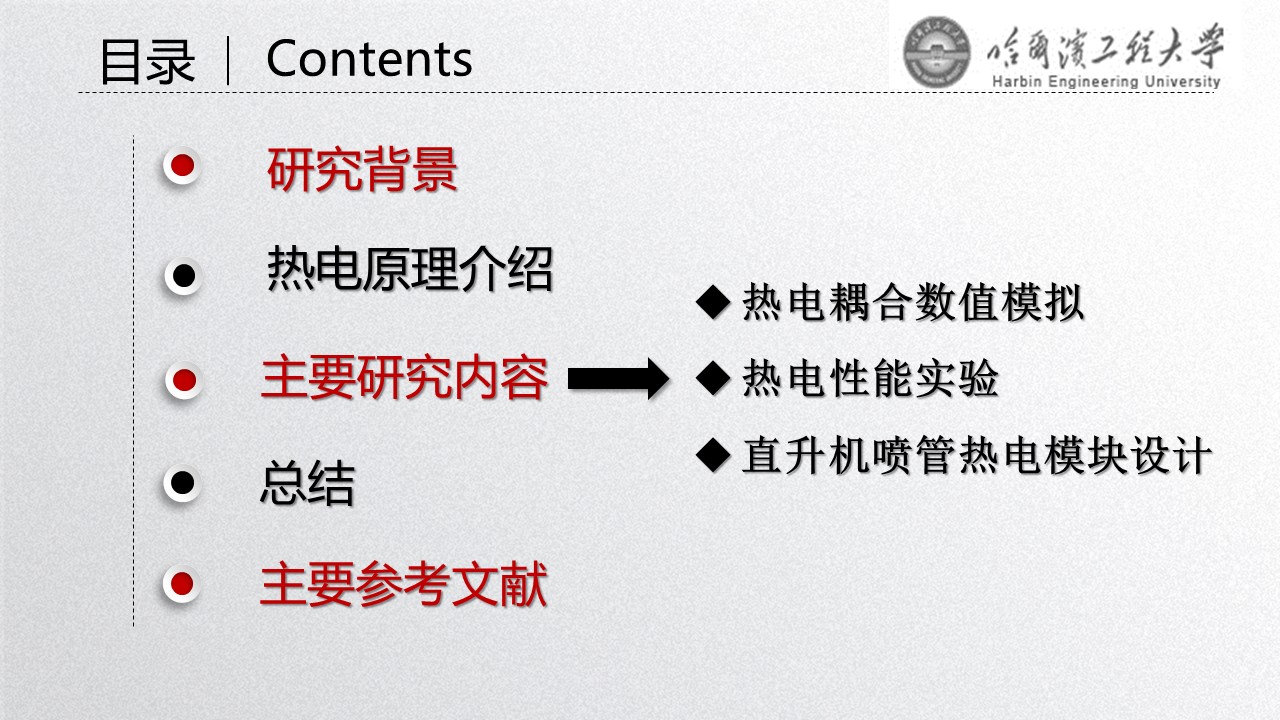 目录 | Contents
哈尔滨工程大学
Harbin Engineering University
研究背景
热电原理介绍
主要研究内容
◆ 热电耦合数值模拟
◆ 热电性能实验
◆ 直升机喷管热电模块设计
总结
主要参考文献